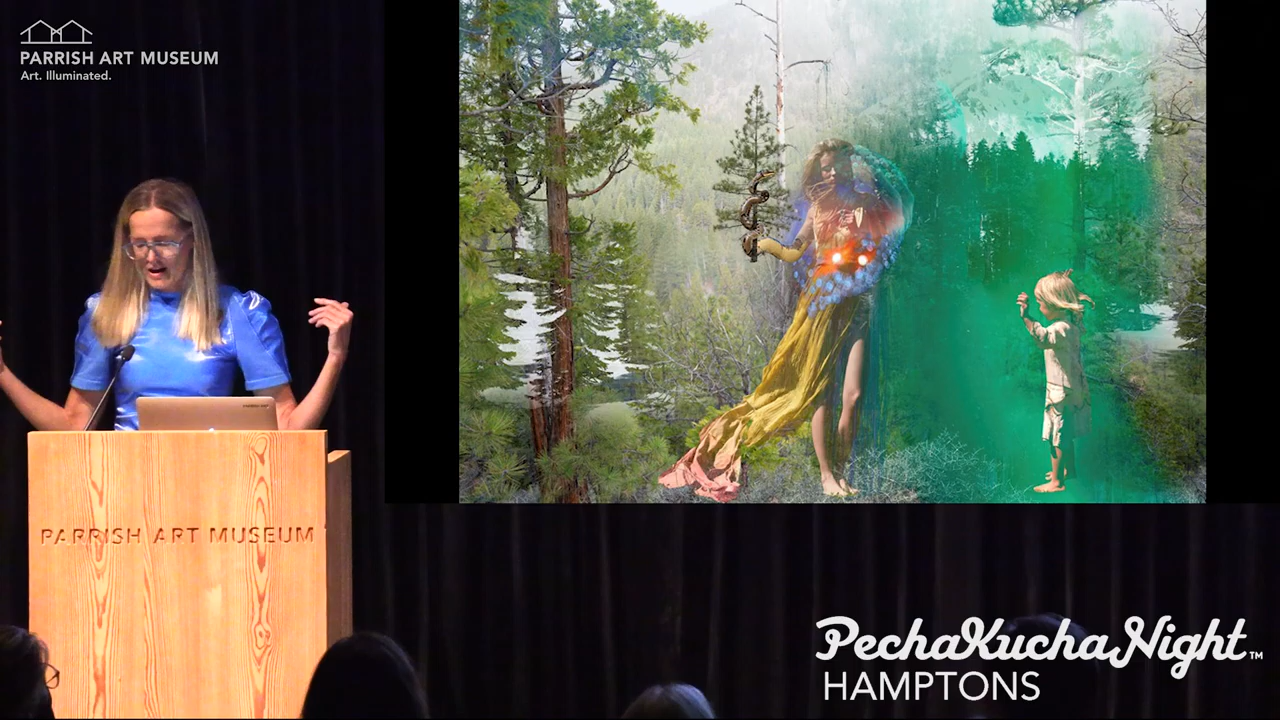 PARRISH ART MUSEUM
Art. Illuminated.
PARRISH ART MUSEUM
PechaKuchaNight™
HAMPTONS